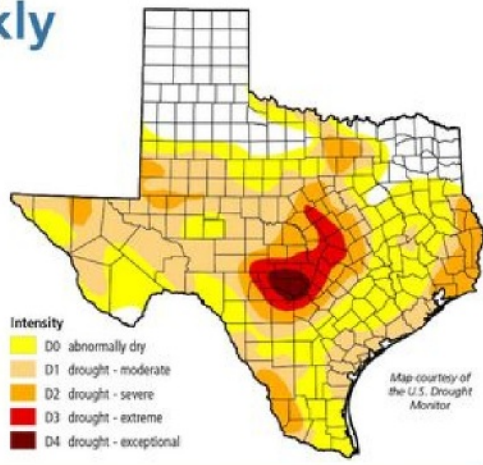 kly
Intensity
D0 abnormally dry
D1 drought - moderate
D2 drought - severe
D3 drought - extreme
D4 drought - exceptional
Map courtesy of
the U.S. Drought
Monitor